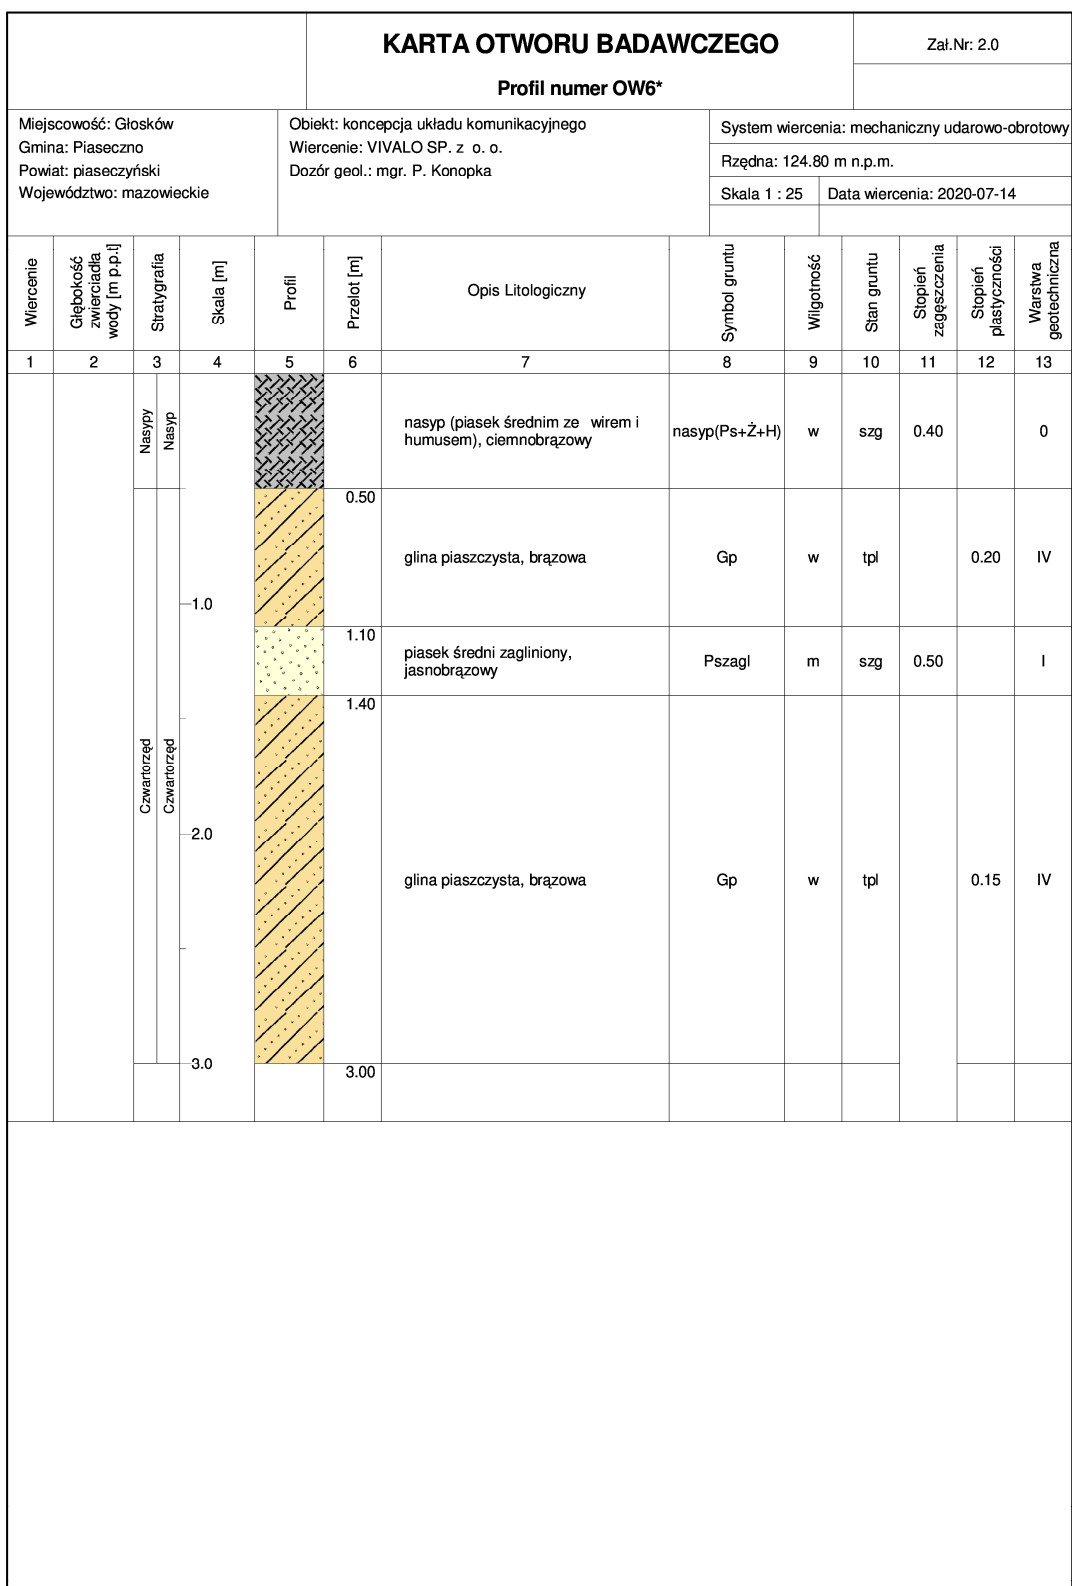 KARTA OTWORU BADAWCZEGO
Profil numer OW6*
Zał.Nr: 2.0
Miejscowość: Głosków
Gmina: Piaseczno
Powiat: piaseczyński
Województwo: mazowieckie
Obiekt: koncepcja układu komunikacyjnego
Wiercenie: VIVALO SP. z o. o.
Dozór geol.: mgr. P. Konopka
System wiercenia: mechaniczny udarowo-obrotowy
Rzędna: 124.80 m n.p.m.
Skala 1 : 25 Data wiercenia: 2020-07-14
Wiercenie
Głębokość
zwierciadła
wody [m p.p.t]
Stratygrafia
Skala [m]
Profil
Przelot [m]
Opis Litologiczny
Symbol gruntu
Wilgotność
Stan gruntu
Stopień
zagęszczenia
Stopień
plastyczności
Warstwa
geotechniczna
1 2 3 4 5 6 7 8 9 10 11 12 13
Nasypy
Nasyp
nasyp (piasek średnim ze wirem i
humusem), ciemnobrązowy
nasyp(Ps+Ż+H) w szg 0.40 0
0.50
glina piaszczysta, brązowa Gp w tpl 0.20 IV
1.0
1.10
piasek średni zagliniony,
jasnobrązowy
Pszagl m szg 0.50 I
1.40
Czwartorzęd
Czwartorzęd
2.0
glina piaszczysta, brązowa Gp w tpl 0.15 IV
3.0
3.00